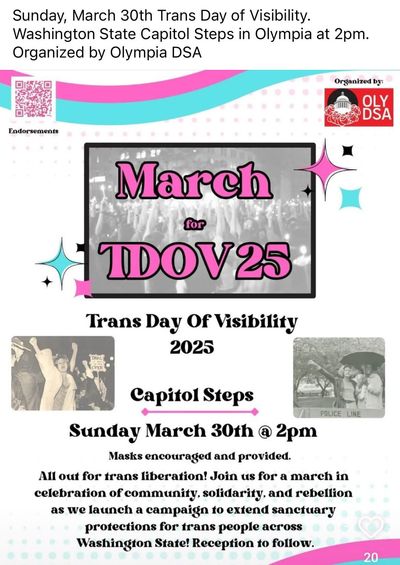 Sunday, March 30th Trans Day of Visibility.
Washington State Capitol Steps in Olympia at 2pm.
Organized by Olympia DSA
Organized by:
OLY
DSA
Endorsements
March
for
TDOV25
Trans Day Of Visibility
2025
Capitol Steps
POLICE LINE
Sunday March 30th @ 2pm
Masks encouraged and provided.
All out for trans liberation! Join us for a march in
celebration of community, solidarity, and rebellion
as we launch a campaign to extend sanctuary
protections for trans people across
Washington State! Reception to follow.
20